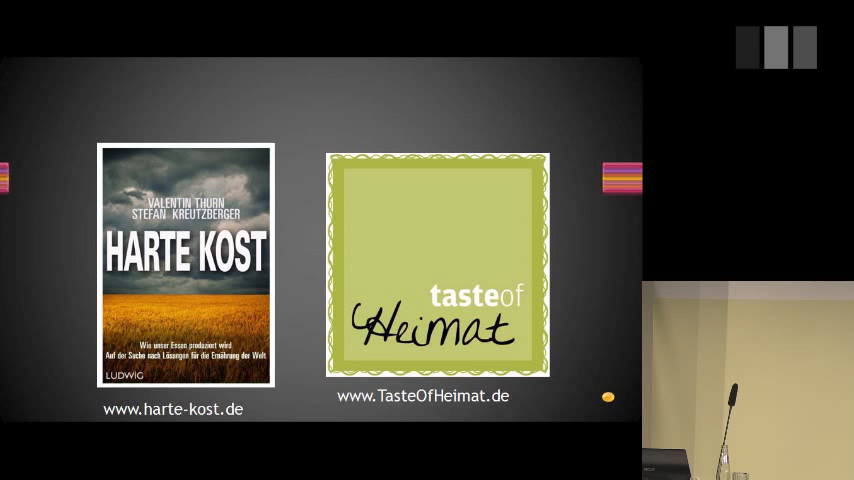 VALENTIN THURN
STEFAN KREUTZBERGER
HARTE KOST
Wie unser Essen produziert wird
Auf der Suche nach Lösungen für die Ernährung der Welt
LUDWIG
www.harte-kost.de
tasteof
Heimat
www.TasteOfHeimat.de